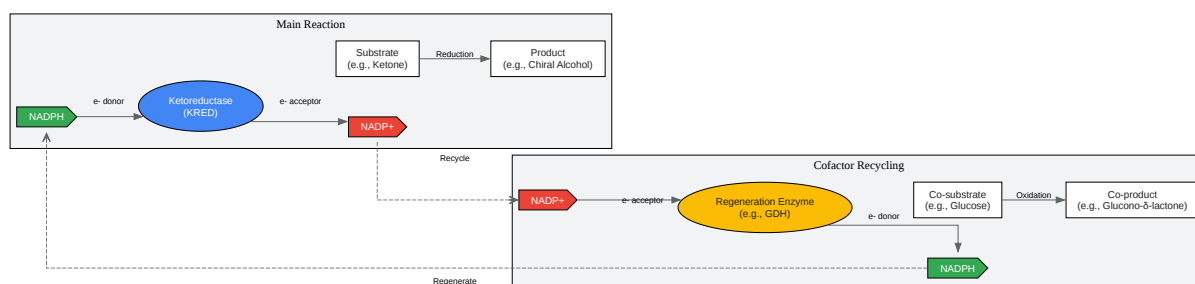 Main Reaction
Substrate
(e.g., Ketone)
Reduction
Product
(e.g., Chiral Alcohol)
NADPH
e- donor
Ketoreductase
(KRED)
e- acceptor
NADP+
Recycle
Cofactor Recycling
NADP+
e- acceptor
Regeneration Enzyme
(e.g., GDH)
e- donor
Co-substrate
(e.g., Glucose)
Oxidation
Co-product
(e.g., Glucono-δ-lactone)
NADPH
Regenerate